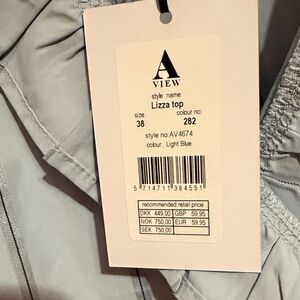 A
VIEW
style name
Lizza top
size colour no
38 282
style no AV4674
colour: Light Blue
5 714711 384551
recommended retail price
DKK 449,00 GBP 59.95
NOK 750,00 EUR 59,95
SEK 750,00